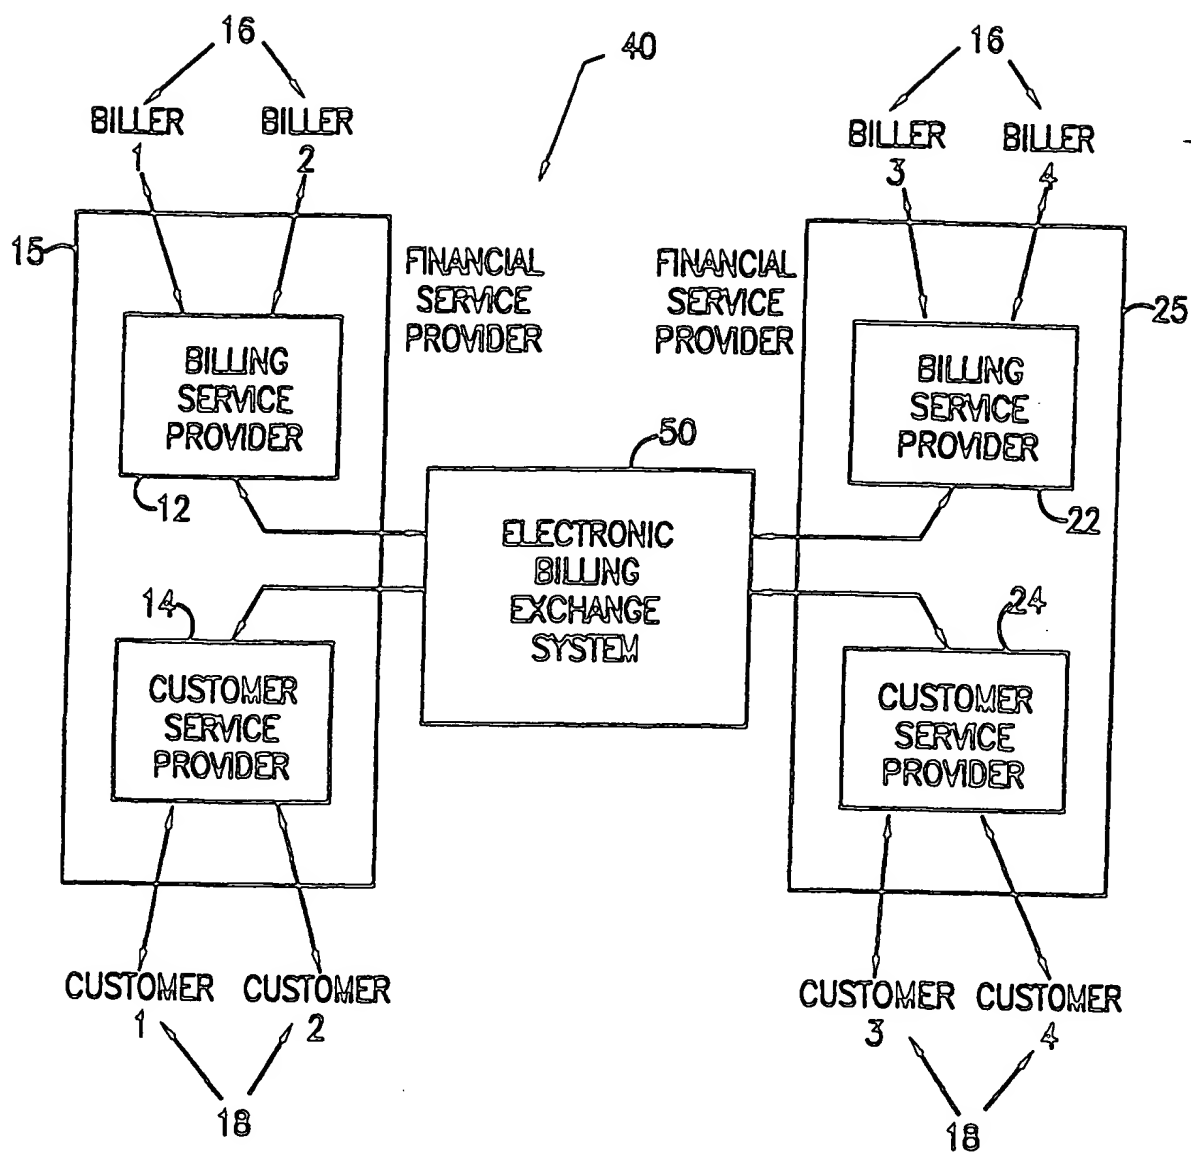 16
40
16
BILLER
1
BILLER
2
BILLER
3
BILLER
4
15
FINANCIAL
SERVICE
PROVIDER
FINANCIAL
SERVICE
PROVIDER
25
BILLING
SERVICE
PROVIDER
BILLING
SERVICE
PROVIDER
12
50
22
ELECTRONIC
BILLING
EXCHANGE
SYSTEM
14
24
CUSTOMER
SERVICE
PROVIDER
CUSTOMER
SERVICE
PROVIDER
CUSTOMER
1
CUSTOMER
2
CUSTOMER
3
CUSTOMER
4
18
18